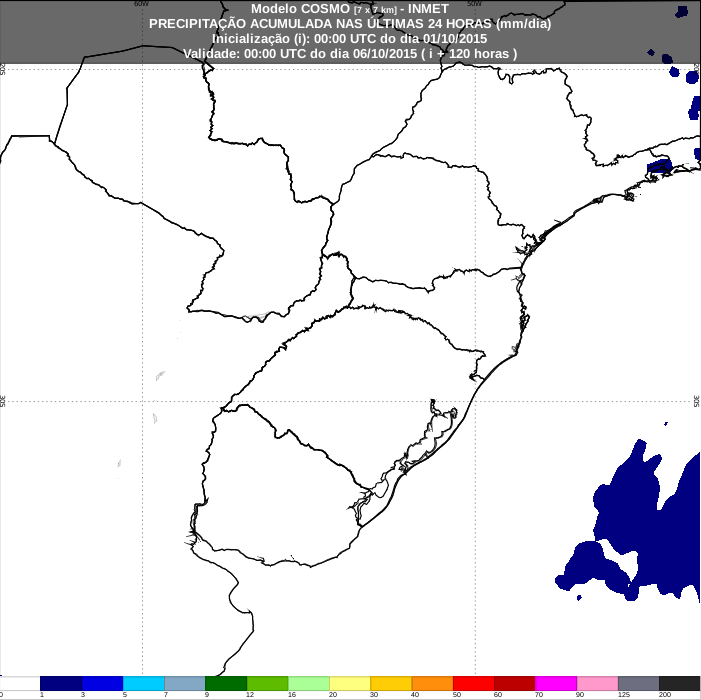 Modelo COSMO [7 x 7 km] - INMET
PRECIPITAÇÃO ACUMULADA NAS ÚLTIMAS 24 HORAS (mm/dia)
Inicialização (i): 00:00 UTC do dia 01/10/2015
Validade: 00:00 UTC do dia 06/10/2015 ( i + 120 horas )
60W 50W
20S
30S 30S
0 1 3 5 7 9 12 16 20 30 40 50 60 70 90 125 200